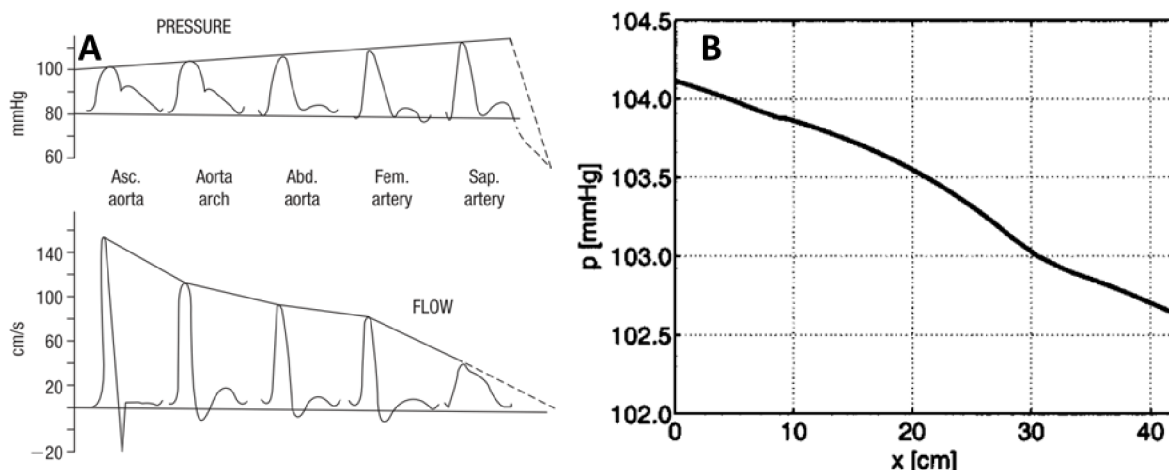 A
PRESSURE
mmHg
100
80
60
Asc. aorta
Aorta arch
Abd. aorta
Fem. artery
Sap. artery
cm/s
140
100
60
20
−20
FLOW
B
p [mmHg]
104.5
104.0
103.5
103.0
102.5
102.0
0 10 20 30 40
x [cm]